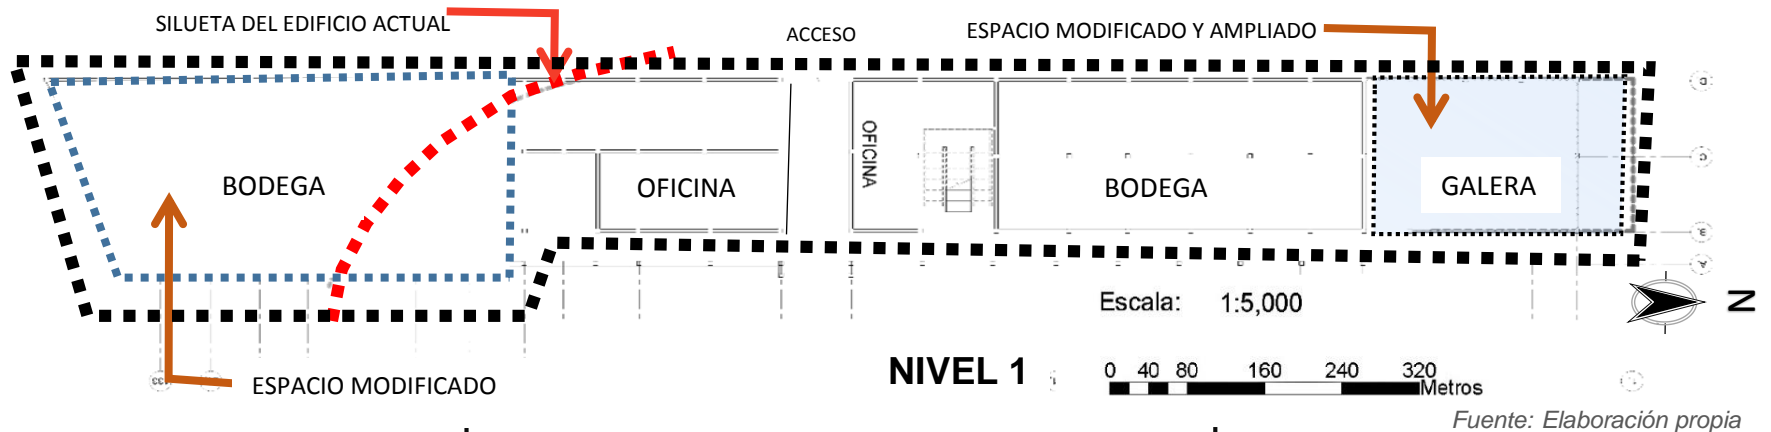 SILUETA DEL EDIFICIO ACTUAL
ACCESO
ESPACIO MODIFICADO Y AMPLIADO
D
OFICINA
C
BODEGA
OFICINA
BODEGA
GALERA
B
A
Escala: 1:5,000
N
NIVEL 1
0 40 80 160 240 320
Metros
ESPACIO MODIFICADO
Fuente: Elaboración propia